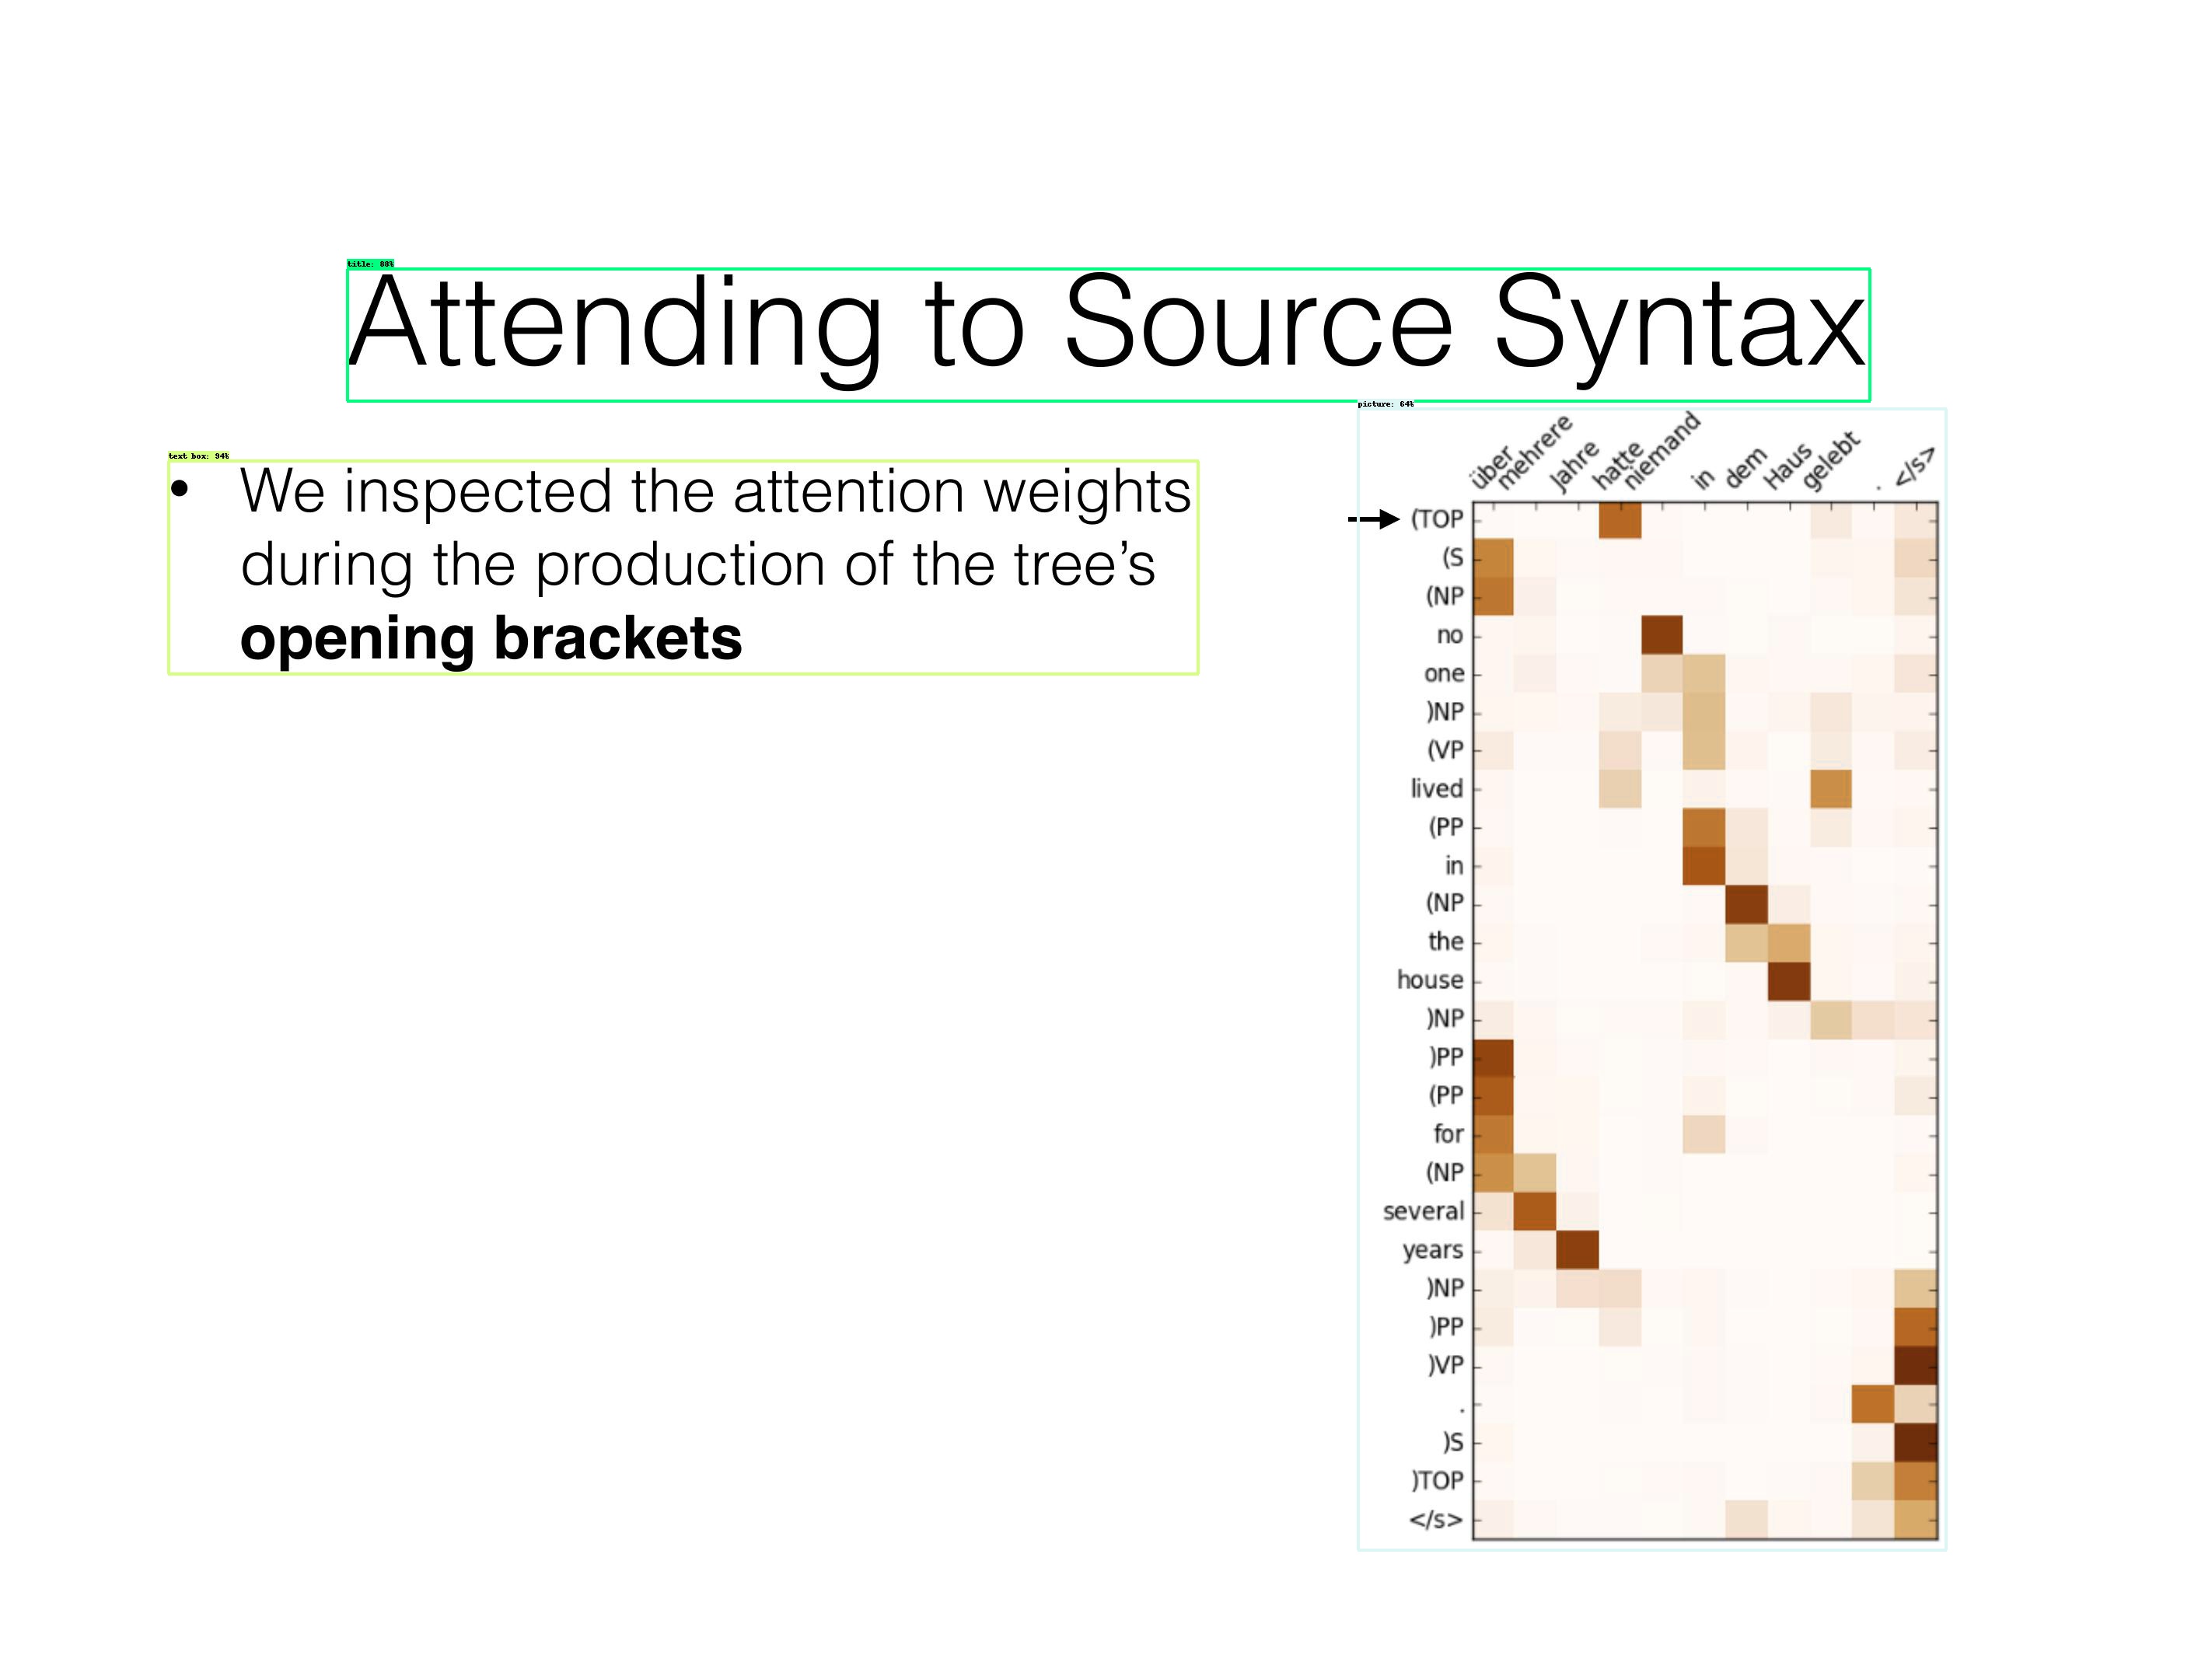 title: 88%
Attending to Source Syntax
picture: 64%
text box: 94%
• We inspected the attention weights
during the production of the tree's
opening brackets
über mehrere Jahre hatte niemand in dem Haus gelebt . </s>
(TOP
(S
(NP
no
one
)NP
(VP
lived
(PP
in
(NP
the
house
)NP
)PP
(PP
for
(NP
several
years
)NP
)PP
)VP
.
)S
)TOP
</s>